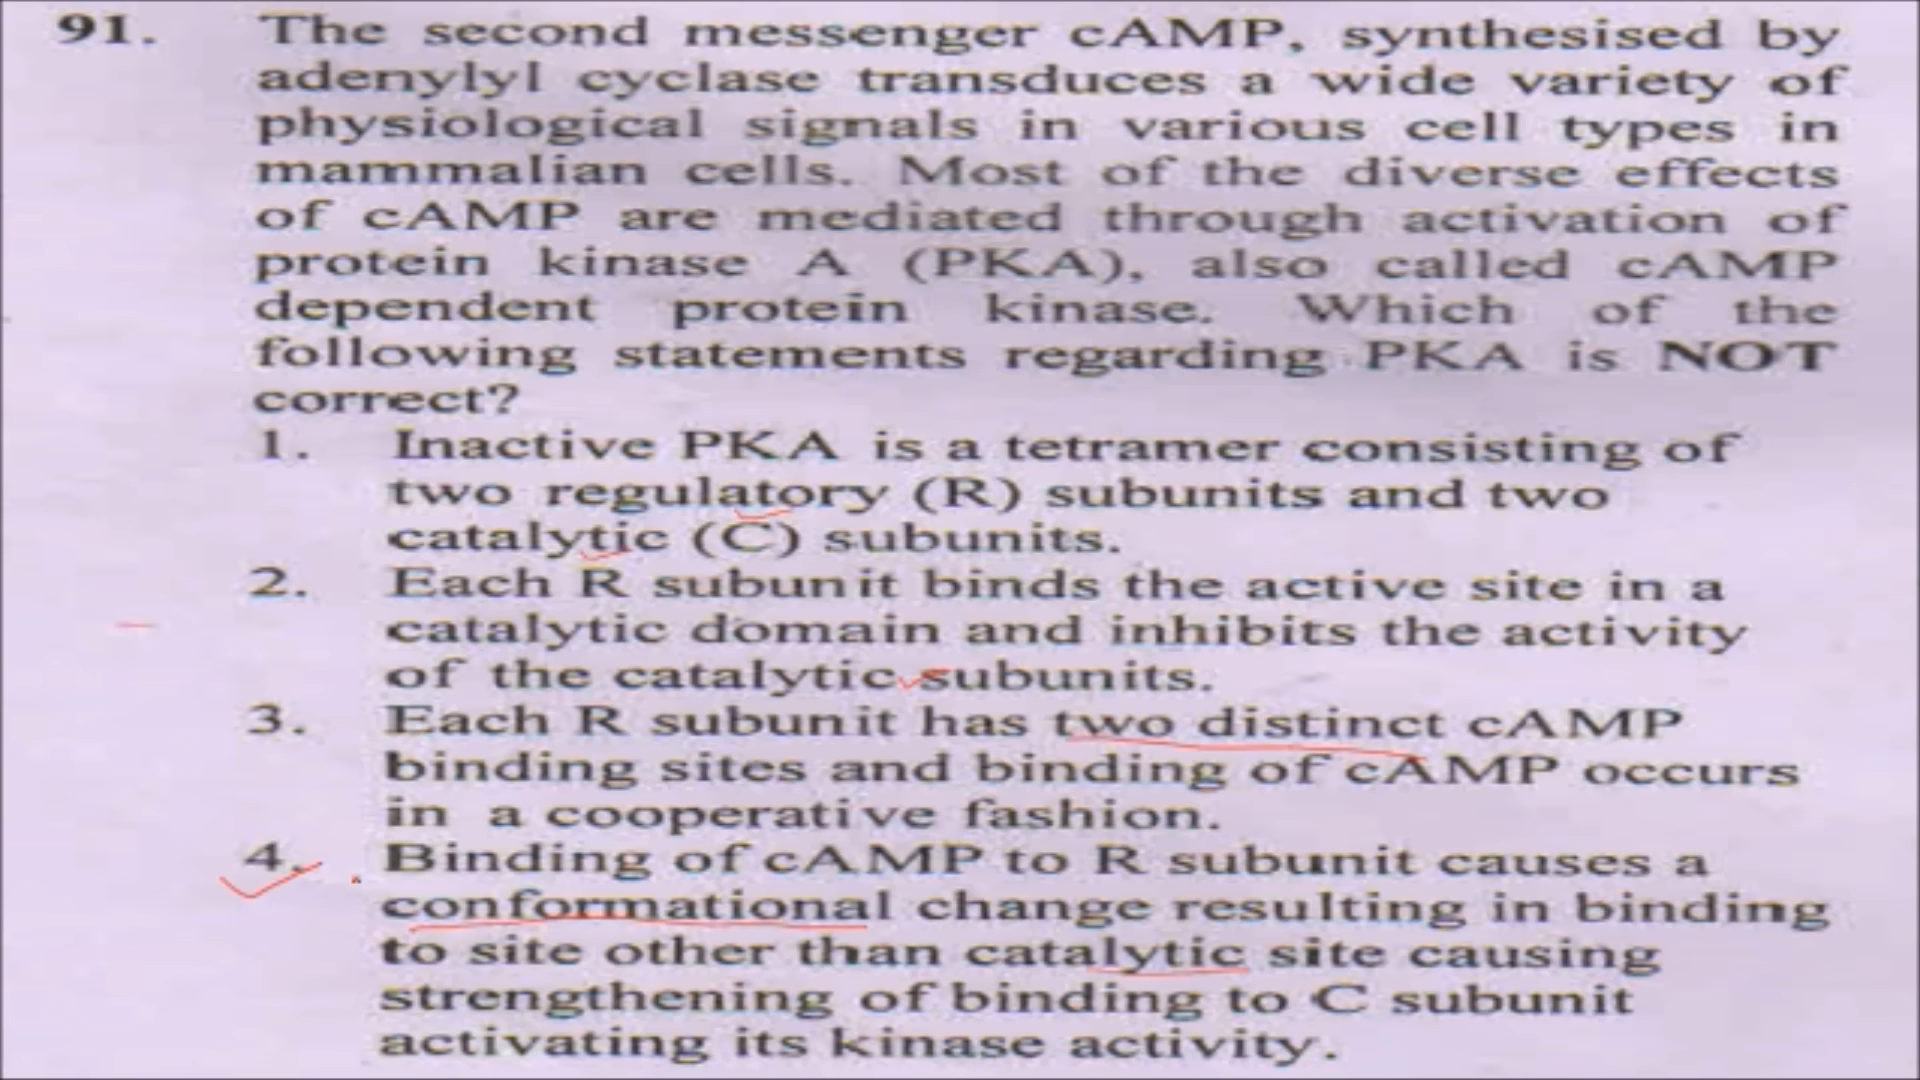 91. The second messenger cAMP, synthesised by
adenylyl cyclase transduces a wide variety of
physiological signals in various cell types in
mammalian cells. Most of the diverse effects
of cAMP are mediated through activation of
protein kinase A (PKA), also called cAMP
dependent protein kinase. Which of the
following statements regarding PKA is NOT
correct?
1. Inactive PKA is a tetramer consisting of
two regulatory (R) subunits and two
catalytic (C) subunits.
2. Each R subunit binds the active site in a
catalytic domain and inhibits the activity
of the catalytic subunits.
3. Each R subunit has two distinct cAMP
binding sites and binding of cAMP occurs
in a cooperative fashion.
4. Binding of cAMP to R subunit causes a
conformational change resulting in binding
to site other than catalytic site causing
strengthening of binding to C subunit
activating its kinase activity.